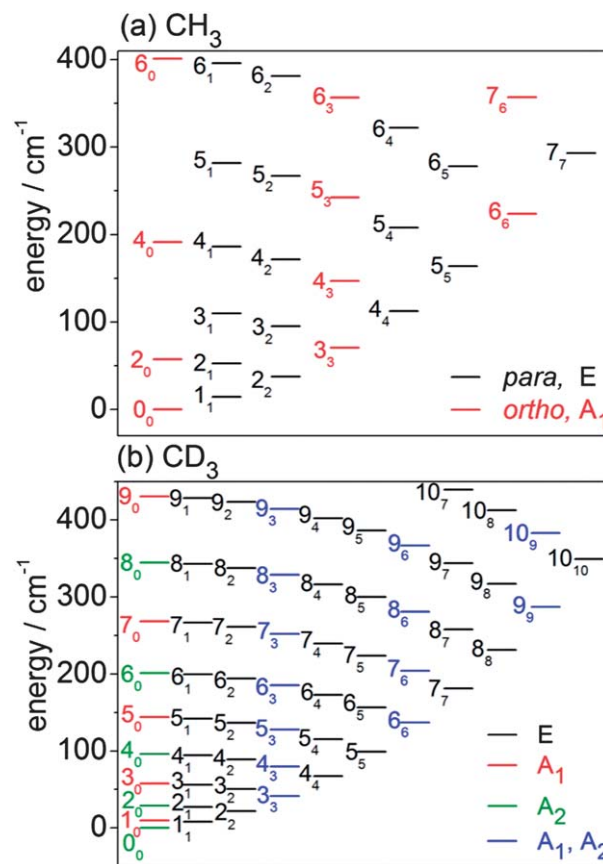 (a) CH₃
energy / cm⁻¹
400 6₀ 6₁ 6₂
6₃ 7₆
6₄
300 7₇
5₁ 5₂ 6₅
5₃
200 4₀ 4₁ 4₂ 5₄ 6₆
5₅
4₃
100 3₁ 3₂ 4₄
3₃
2₀ 2₁ 2₂
1₁
0 0₀
para, E
ortho, A₁
(b) CD₃
energy / cm⁻¹
10₇
10₈
9₀ 9₁ 9₂ 9₃ 9₄ 9₅ 10₉
400
9₆ 10₁₀
8₀ 8₁ 8₂ 8₃ 8₄ 8₅ 9₇ 9₈
300 8₆ 9₉
7₀ 7₁ 7₂ 7₃ 7₄ 7₅ 8₇ 8₈
200 6₀ 6₁ 6₂ 6₃ 6₄ 6₅ 7₆ 7₇
5₀ 5₁ 5₂ 5₃ 5₄ 5₅ 6₆
100 4₀ 4₁ 4₂ 4₃ 4₄
3₀ 3₁ 3₂ 3₃
2₀ 2₁ 2₂
0 1₀ 1₁
0₀
E
A₁
A₂
A₁, A₂